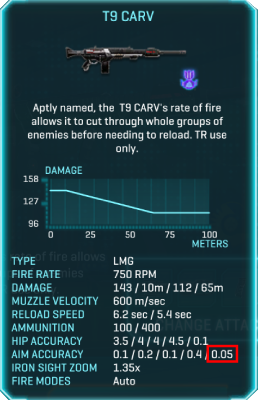 T9 CARV
Aptly named, the T9 CARV's rate of fire
allows it to cut through whole groups of
enemies before needing to reload. TR use
only.
DAMAGE
158
127
96
0 25 50 75 100
METERS
TYPE LMG
FIRE RATE 750 RPM
DAMAGE 143 / 10m / 112 / 65m
MUZZLE VELOCITY 600 m/sec
RELOAD SPEED 6.2 sec / 5.4 sec
AMMUNITION 100 / 400
HIP ACCURACY 3.5 / 4 / 4 / 4.5 / 0.1
AIM ACCURACY 0.1 / 0.2 / 0.1 / 0.4 / 0.05
IRON SIGHT ZOOM 1.35x
FIRE MODES Auto